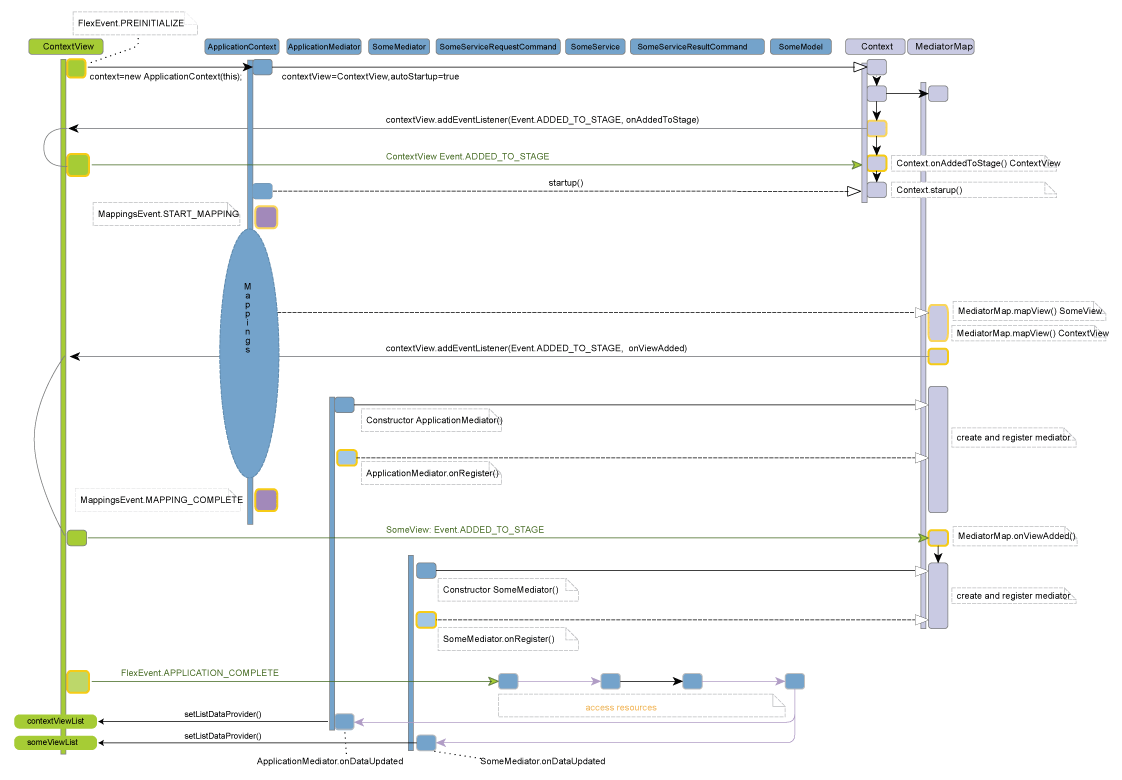 FlexEvent.PREINITIALIZE
ContextView
ApplicationContext
ApplicationMediator
SomeMediator
SomeServiceRequestCommand
SomeService
SomeServiceResultCommand
SomeModel
Context
MediatorMap
context=new ApplicationContext(this);
contextView=ContextView,autoStartup=true
contextView.addEventListener(Event.ADDED_TO_STAGE, onAddedToStage)
ContextView Event.ADDED_TO_STAGE
Context.onAddedToStage() ContextView
startup()
Context.starup()
MappingsEvent.START_MAPPING
Mappings
MediatorMap.mapView() SomeView
MediatorMap.mapView() ContextView
contextView.addEventListener(Event.ADDED_TO_STAGE, onViewAdded)
Constructor ApplicationMediator()
create and register mediator
ApplicationMediator.onRegister()
MappingsEvent.MAPPING_COMPLETE
SomeView: Event.ADDED_TO_STAGE
MediatorMap.onViewAdded()
Constructor SomeMediator()
create and register mediator
SomeMediator.onRegister()
FlexEvent.APPLICATION_COMPLETE
access resources
contextViewList
setListDataProvider()
someViewList
setListDataProvider()
ApplicationMediator.onDataUpdated
SomeMediator.onDataUpdated